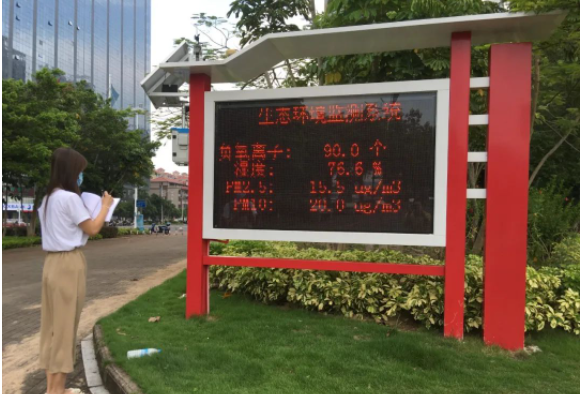 生态环境监测系统
负氧离子: 90.0 个
湿度: 76.6 %
PM2.5: 15.5 ug/m3
PM10: 20.0 ug/m3